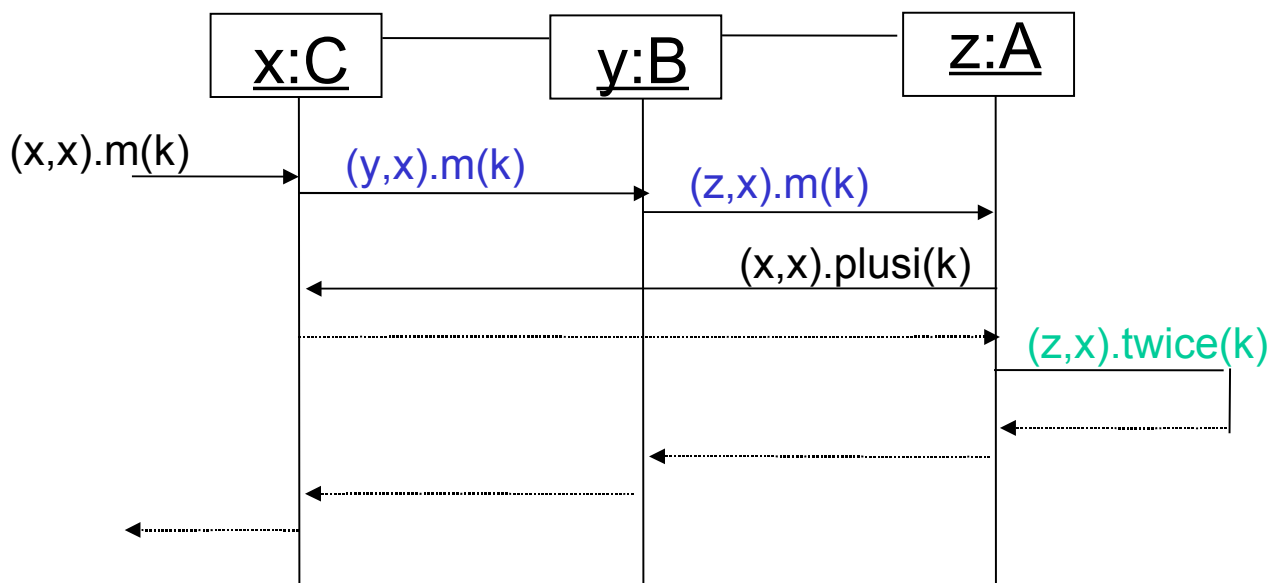 x:C
y:B
z:A
(x,x).m(k)
(y,x).m(k)
(z,x).m(k)
(x,x).plusi(k)
(z,x).twice(k)